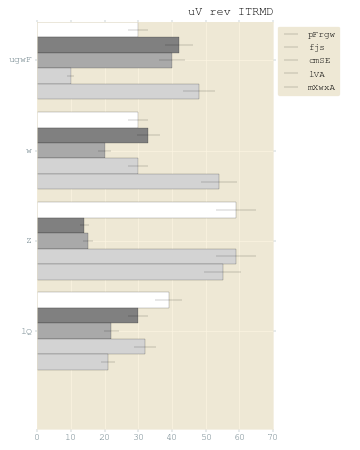 uV rev ITRMD
pFrgw
fjs
cmSE
lVA
mXwxA
ugwF
w
z
lQ
0 10 20 30 40 50 60 70